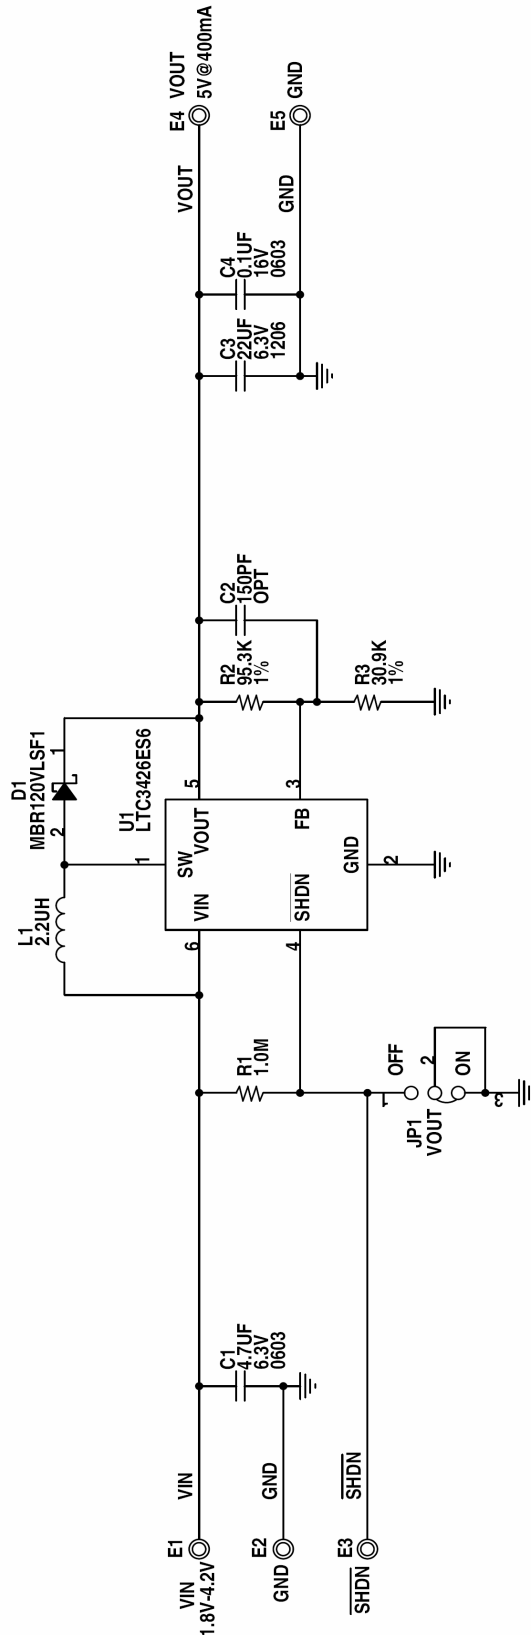 VIN
1.8V-4.2V
E1
VIN
E2
GND
GND
E3
SHDN
SHDN
C1
4.7UF
6.3V
0603
R1
1.0M
JP1
VOUT
OFF
ON
1
2
3
L1
2.2UH
D1
MBR120VLSF1
2
1
U1
LTC3426ES6
1
SW
6
VIN
VOUT
5
4
SHDN
FB
3
GND
2
R2
95.3K
1%
C2
150PF
OPT
R3
30.9K
1%
C3
22UF
6.3V
1206
C4
0.1UF
16V
0603
VOUT
E4
VOUT
5V@400mA
GND
E5
GND